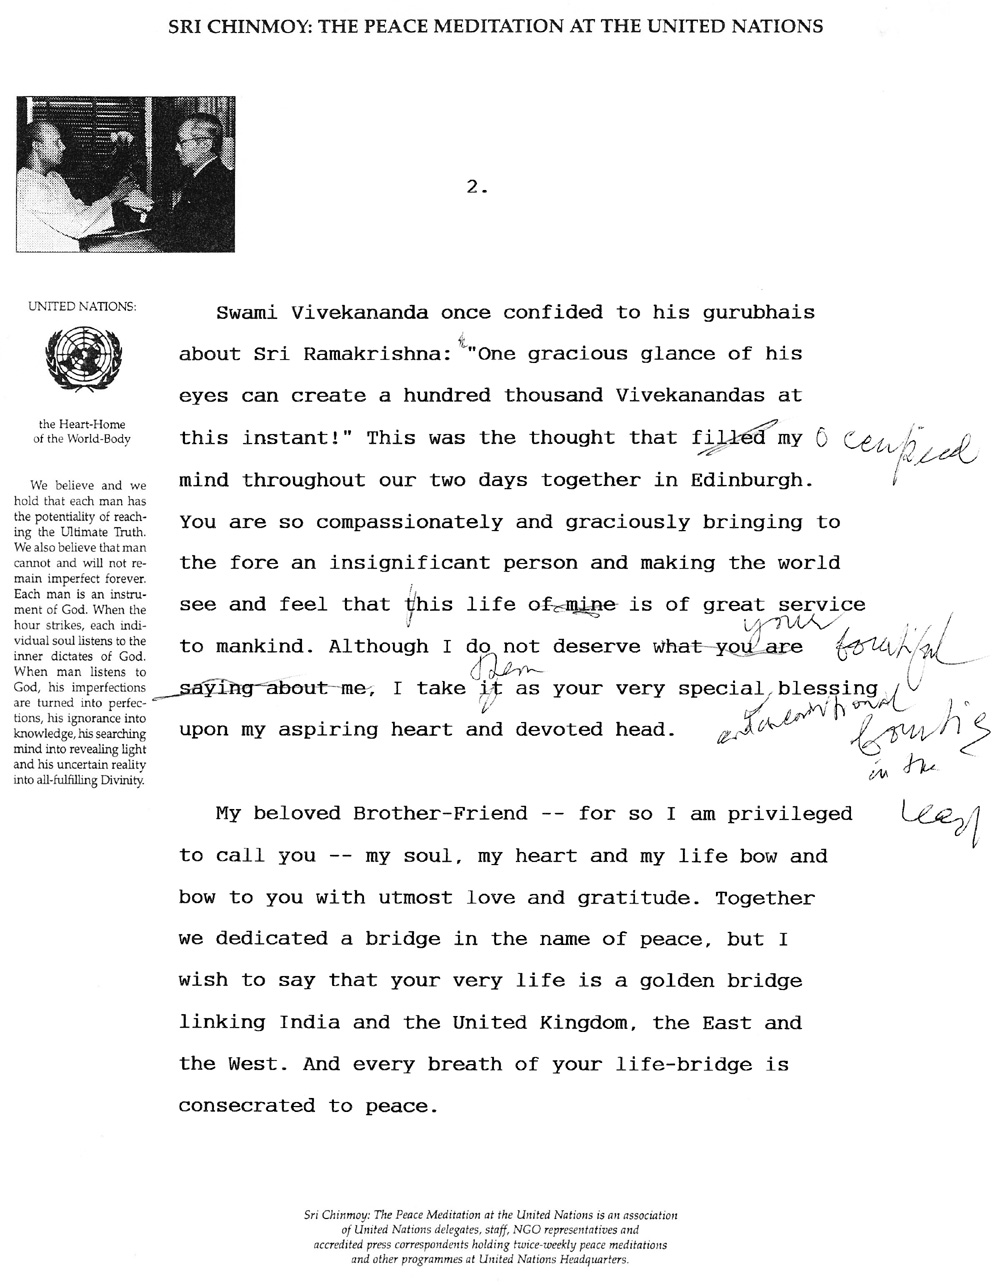 SRI CHINMOY: THE PEACE MEDITATION AT THE UNITED NATIONS
2.
UNITED NATIONS:
the Heart-Home
of the World-Body
We believe and we
hold that each man has
the potentiality of reach-
ing the Ultimate Truth.
We also believe that man
cannot and will not re-
main imperfect forever.
Each man is an instru-
ment of God. When the
hour strikes, each indi-
vidual soul listens to the
inner dictates of God.
When man listens to
God, his imperfections
are turned into perfec-
tions, his ignorance into
knowledge, his searching
mind into revealing light
and his uncertain reality
into all-fulfilling Divinity.
Swami Vivekananda once confided to his gurubhais
about Sri Ramakrishna: "One gracious glance of his
eyes can create a hundred thousand Vivekanandas at
this instant!" This was the thought that filled my
occupied
mind throughout our two days together in Edinburgh.
You are so compassionately and graciously bringing to
the fore an insignificant person and making the world
see and feel that this life of mine is of great service
your
to mankind. Although I do not deserve what you are
bountiful
them
saying about me, I take it as your very special blessing
and unconditional
bounties
upon my aspiring heart and devoted head.
in the
least
My beloved Brother-Friend -- for so I am privileged
to call you -- my soul, my heart and my life bow and
bow to you with utmost love and gratitude. Together
we dedicated a bridge in the name of peace, but I
wish to say that your very life is a golden bridge
linking India and the United Kingdom, the East and
the West. And every breath of your life-bridge is
consecrated to peace.
Sri Chinmoy: The Peace Meditation at the United Nations is an association
of United Nations delegates, staff, NGO representatives and
accredited press correspondents holding twice-weekly peace meditations
and other programmes at United Nations Headquarters.